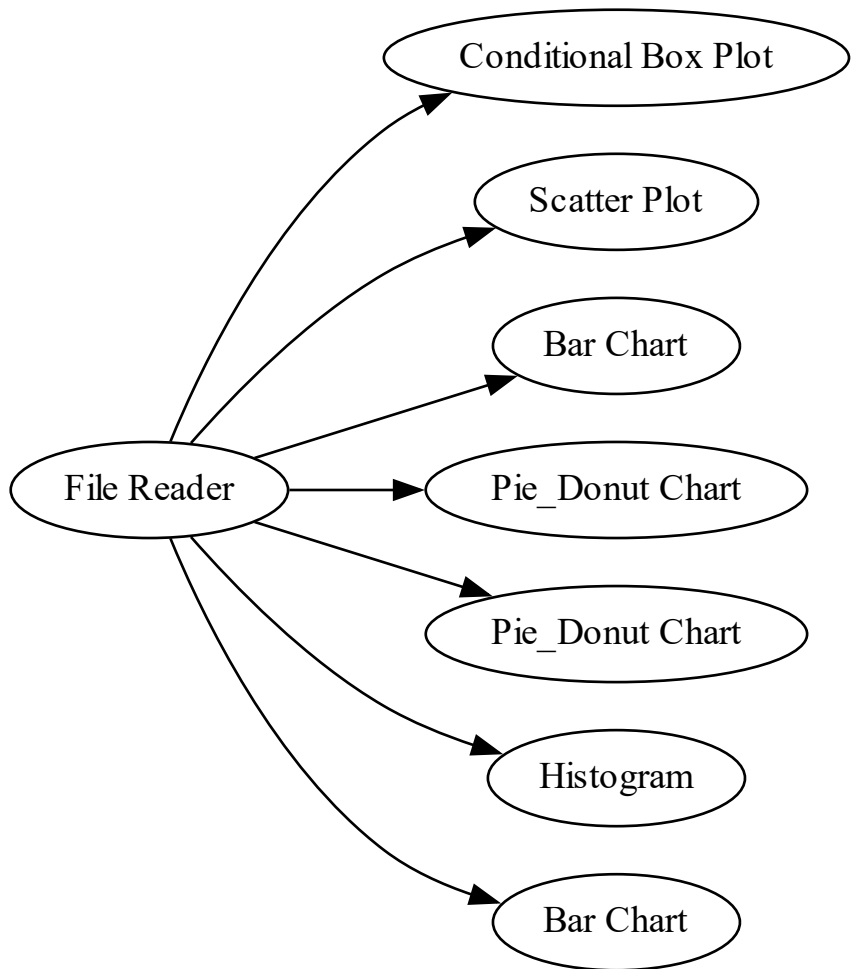 Conditional Box Plot
Scatter Plot
Bar Chart
File Reader
Pie_Donut Chart
Pie_Donut Chart
Histogram
Bar Chart